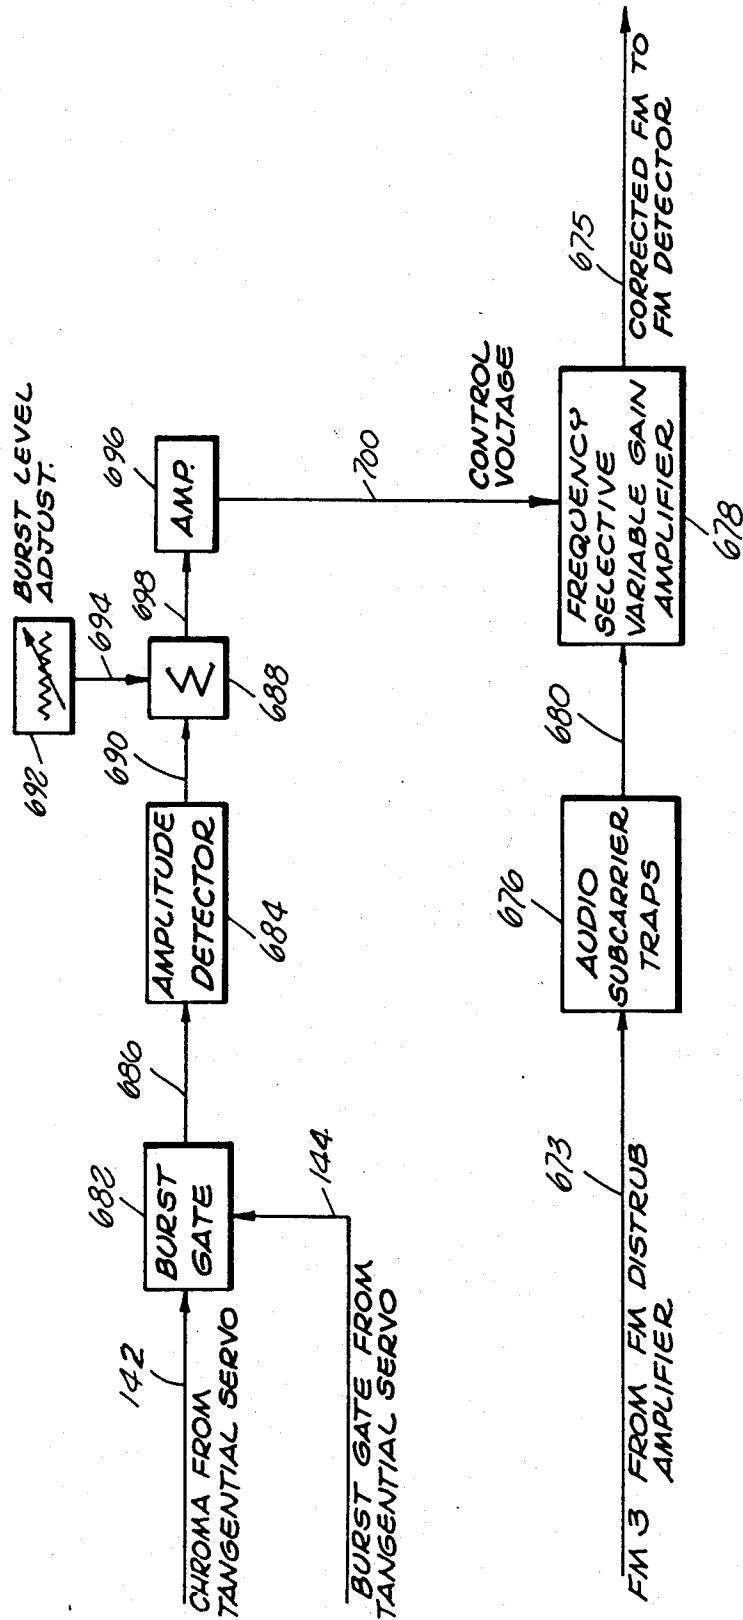 BURST LEVEL
ADJUST.
692
694
CHROMA FROM
TANGENTIAL SERVO
142
682
BURST
GATE
686
AMPLITUDE
DETECTOR
684
690
Σ
688
698
696
AMP.
700
BURST GATE FROM
TANGENTIAL SERVO
144
CONTROL
VOLTAGE
FM 3 FROM FM DISTRUB
AMPLIFIER.
673
676
AUDIO
SUBCARRIER
TRAPS
680
FREQUENCY
SELECTIVE
VARIABLE GAIN
AMPLIFIER
678
675
CORRECTED FM TO
FM DETECTOR